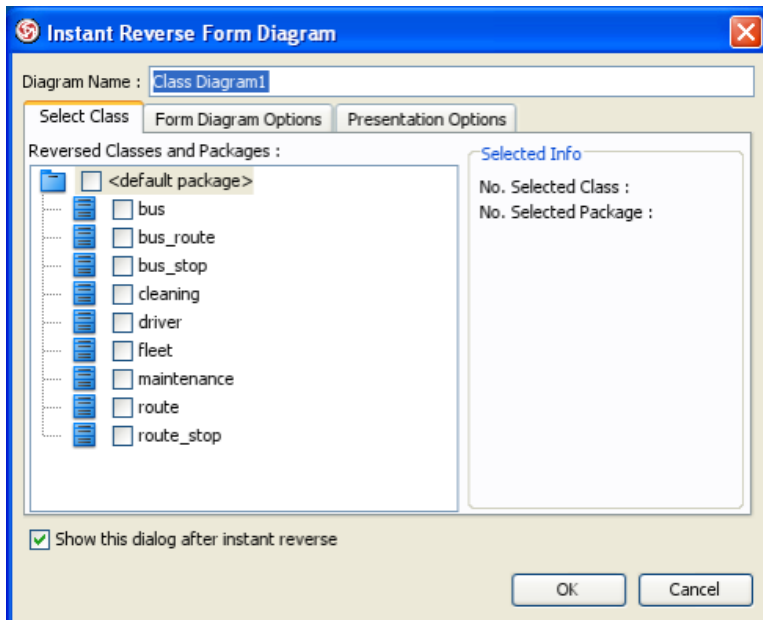 Instant Reverse Form Diagram
Diagram Name : Class Diagram1
Select Class Form Diagram Options Presentation Options
Reversed Classes and Packages :
<default package>
bus
bus_route
bus_stop
cleaning
driver
fleet
maintenance
route
route_stop
Selected Info
No. Selected Class :
No. Selected Package :
Show this dialog after instant reverse
OK Cancel